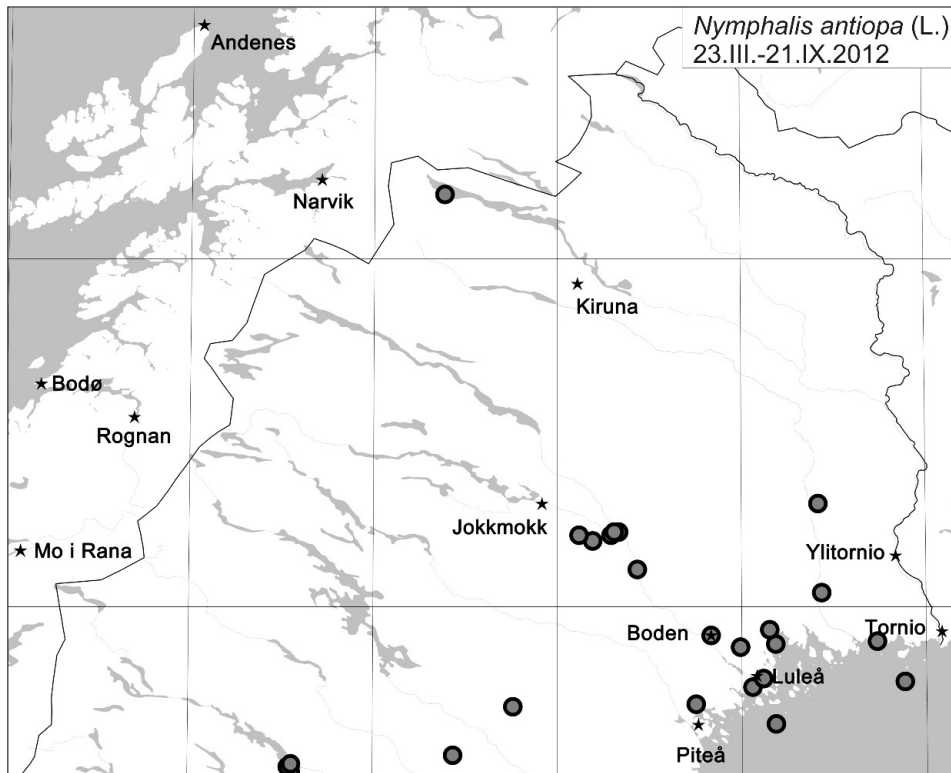 Nymphalis antiopa (L.)
23.III.-21.IX.2012
Andenes
Narvik
Kiruna
Bodø
Rognan
Jokkmokk
Mo i Rana
Ylitornio
Boden
Tornio
Luleå
Piteå